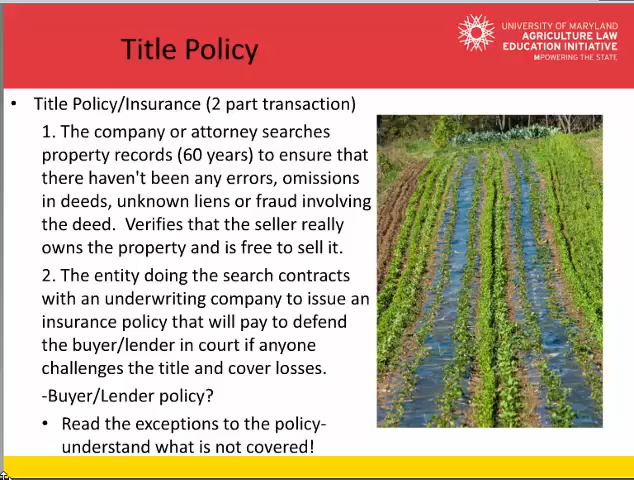 Title Policy
UNIVERSITY OF MARYLAND
AGRICULTURE LAW
EDUCATION INITIATIVE
MPOWERING THE STATE
• Title Policy/Insurance (2 part transaction)
1. The company or attorney searches
property records (60 years) to ensure that
there haven't been any errors, omissions
in deeds, unknown liens or fraud involving
the deed.  Verifies that the seller really
owns the property and is free to sell it.
2. The entity doing the search contracts
with an underwriting company to issue an
insurance policy that will pay to defend
the buyer/lender in court if anyone
challenges the title and cover losses.
-Buyer/Lender policy?
• Read the exceptions to the policy-
understand what is not covered!